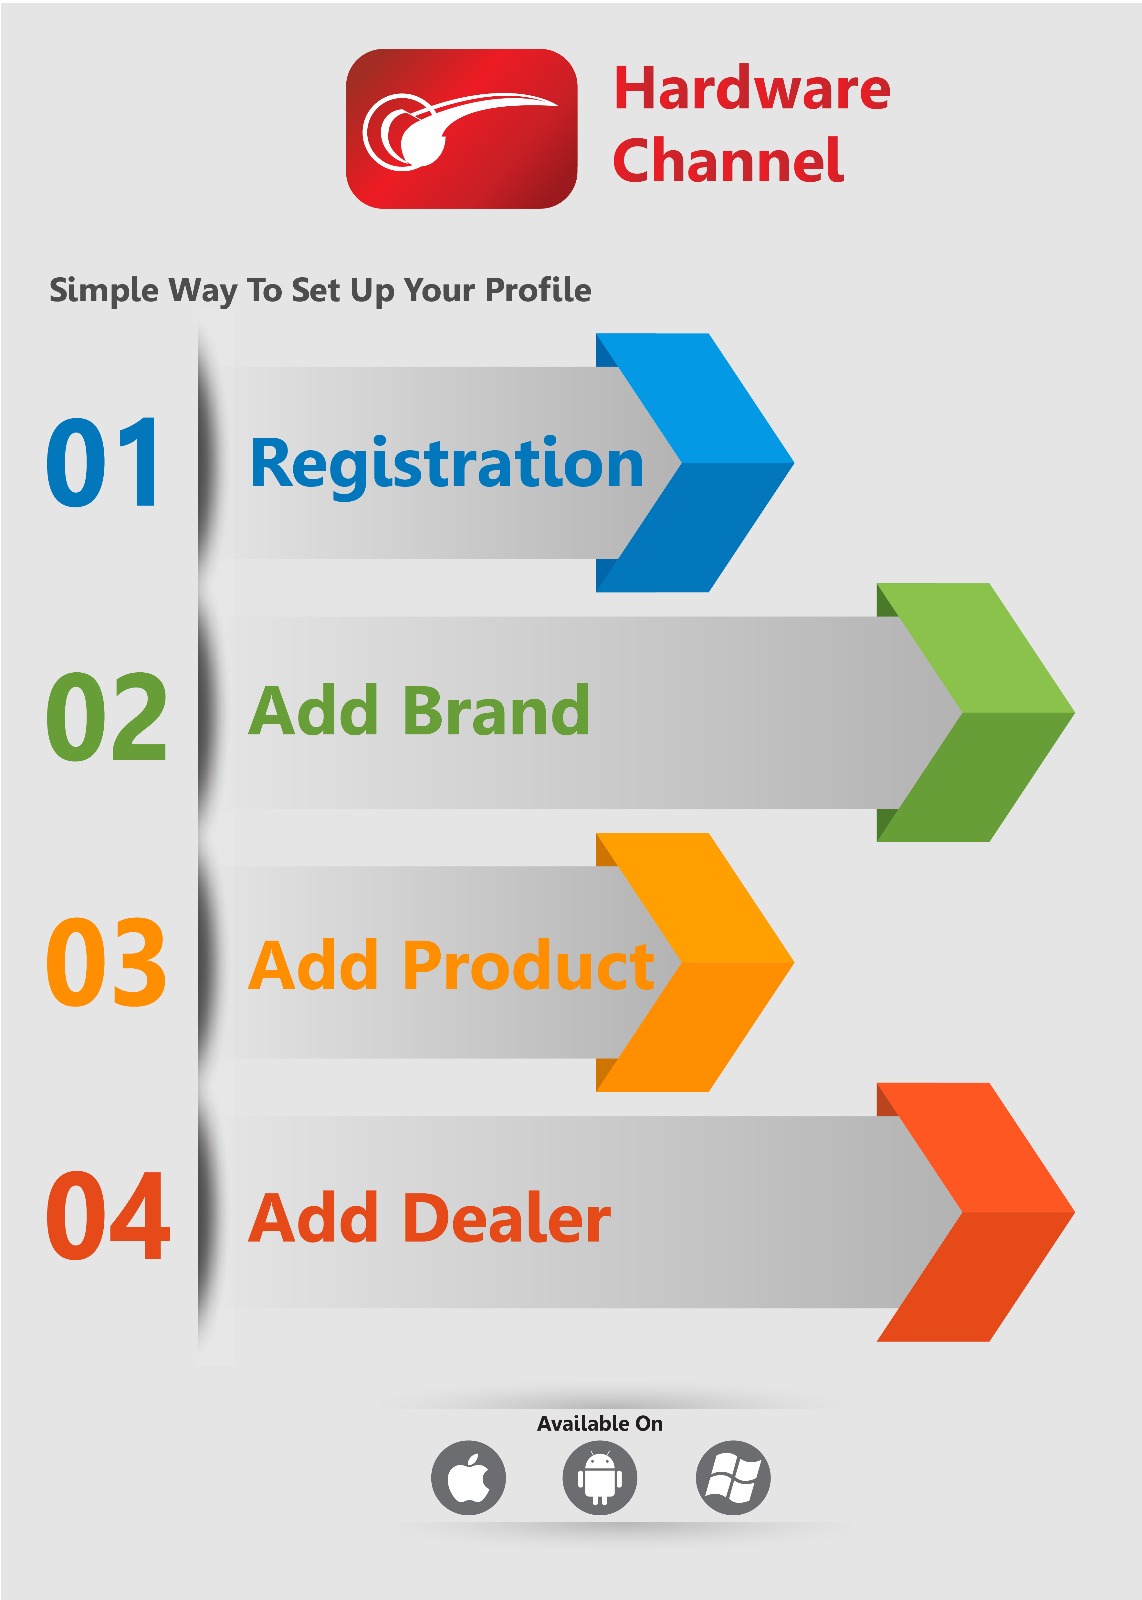 Hardware
Channel
Simple Way To Set Up Your Profile
01
Registration
02
Add Brand
03
Add Product
04
Add Dealer
Available On